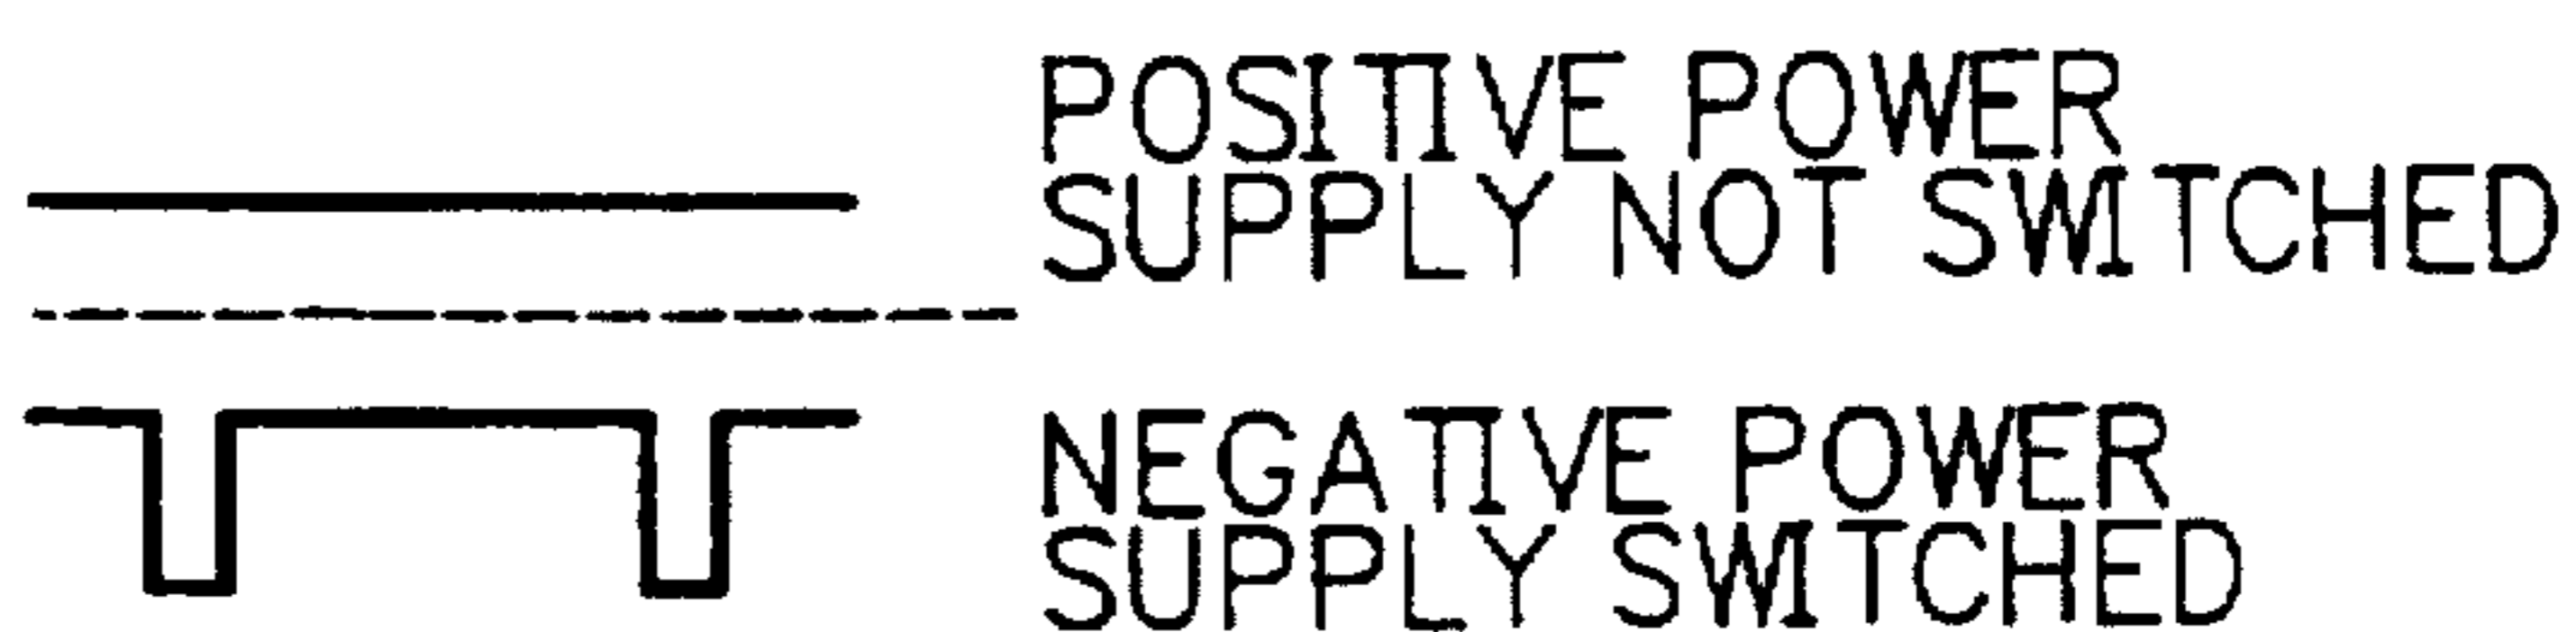 POSITIVE POWER
SUPPLY NOT SWITCHED
NEGATIVE POWER
SUPPLY SWITCHED